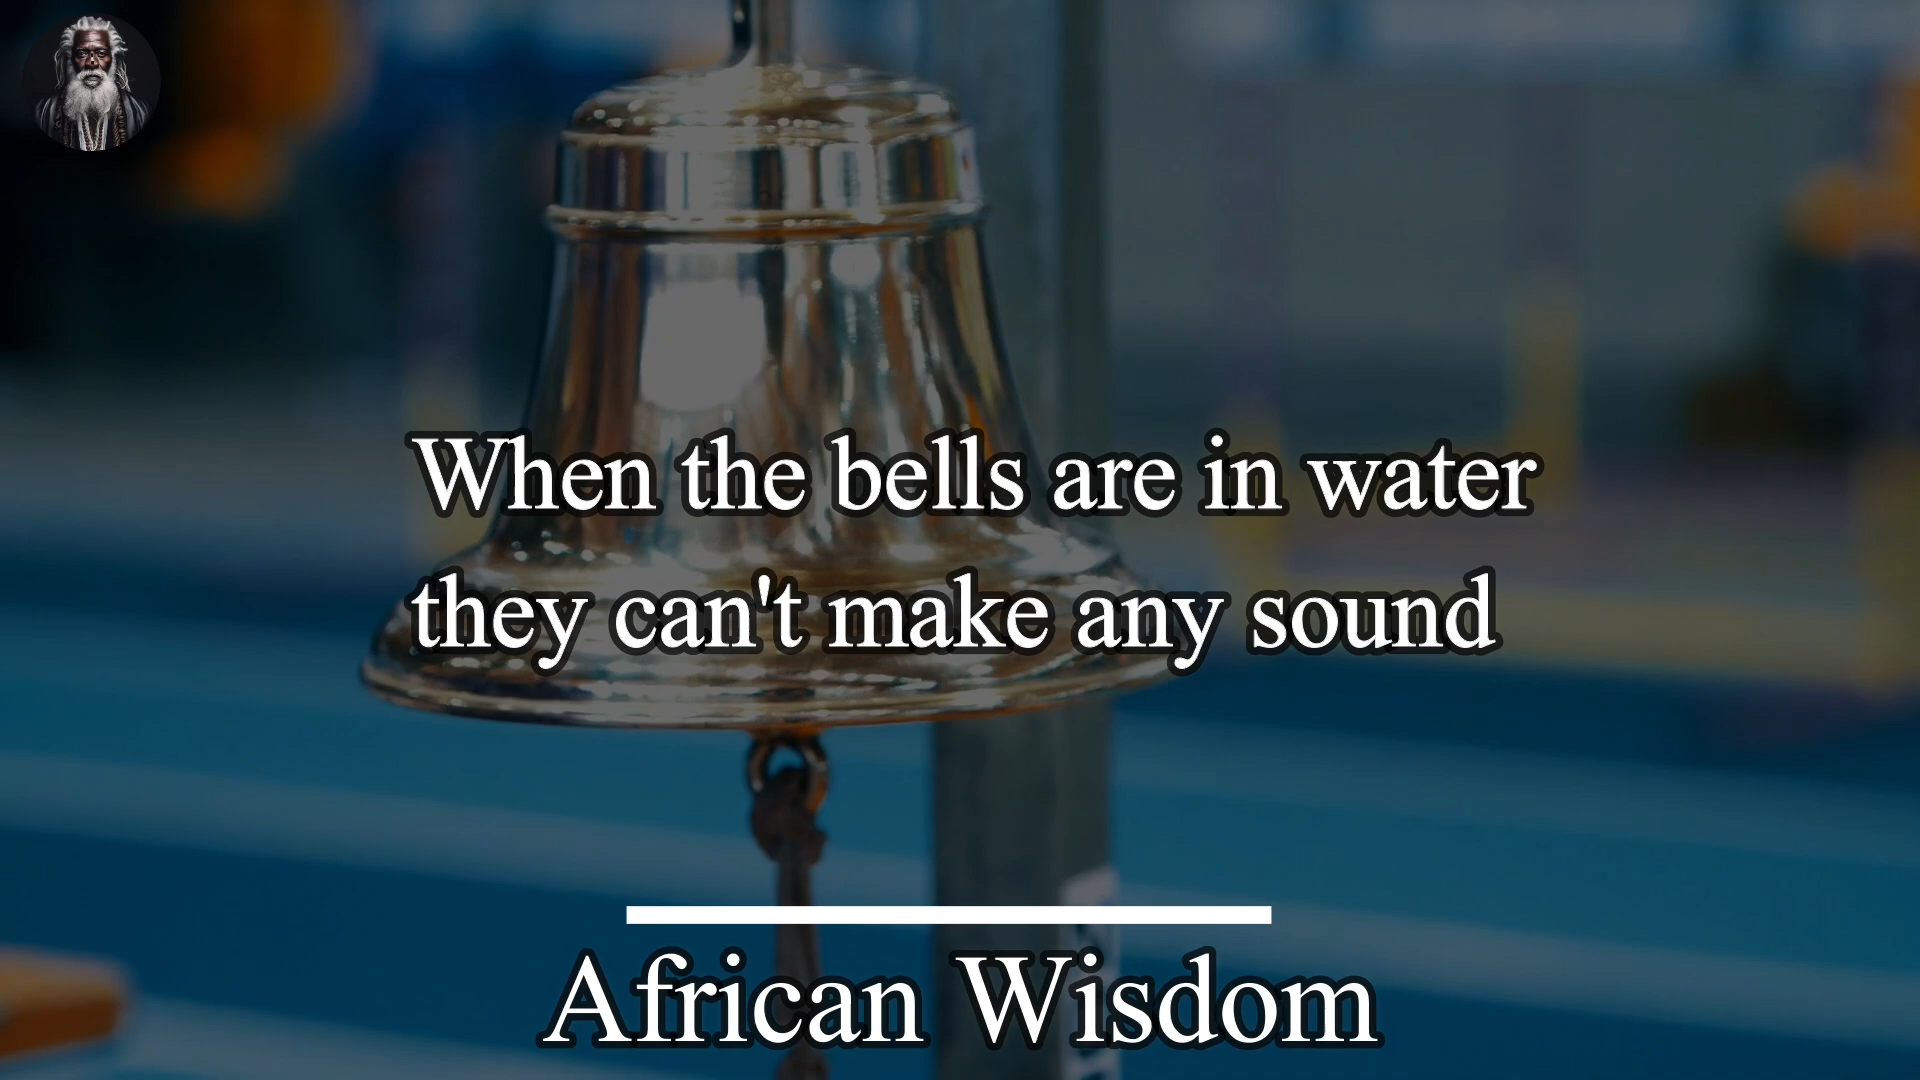 When the bells are in water
they can't make any sound
African Wisdom